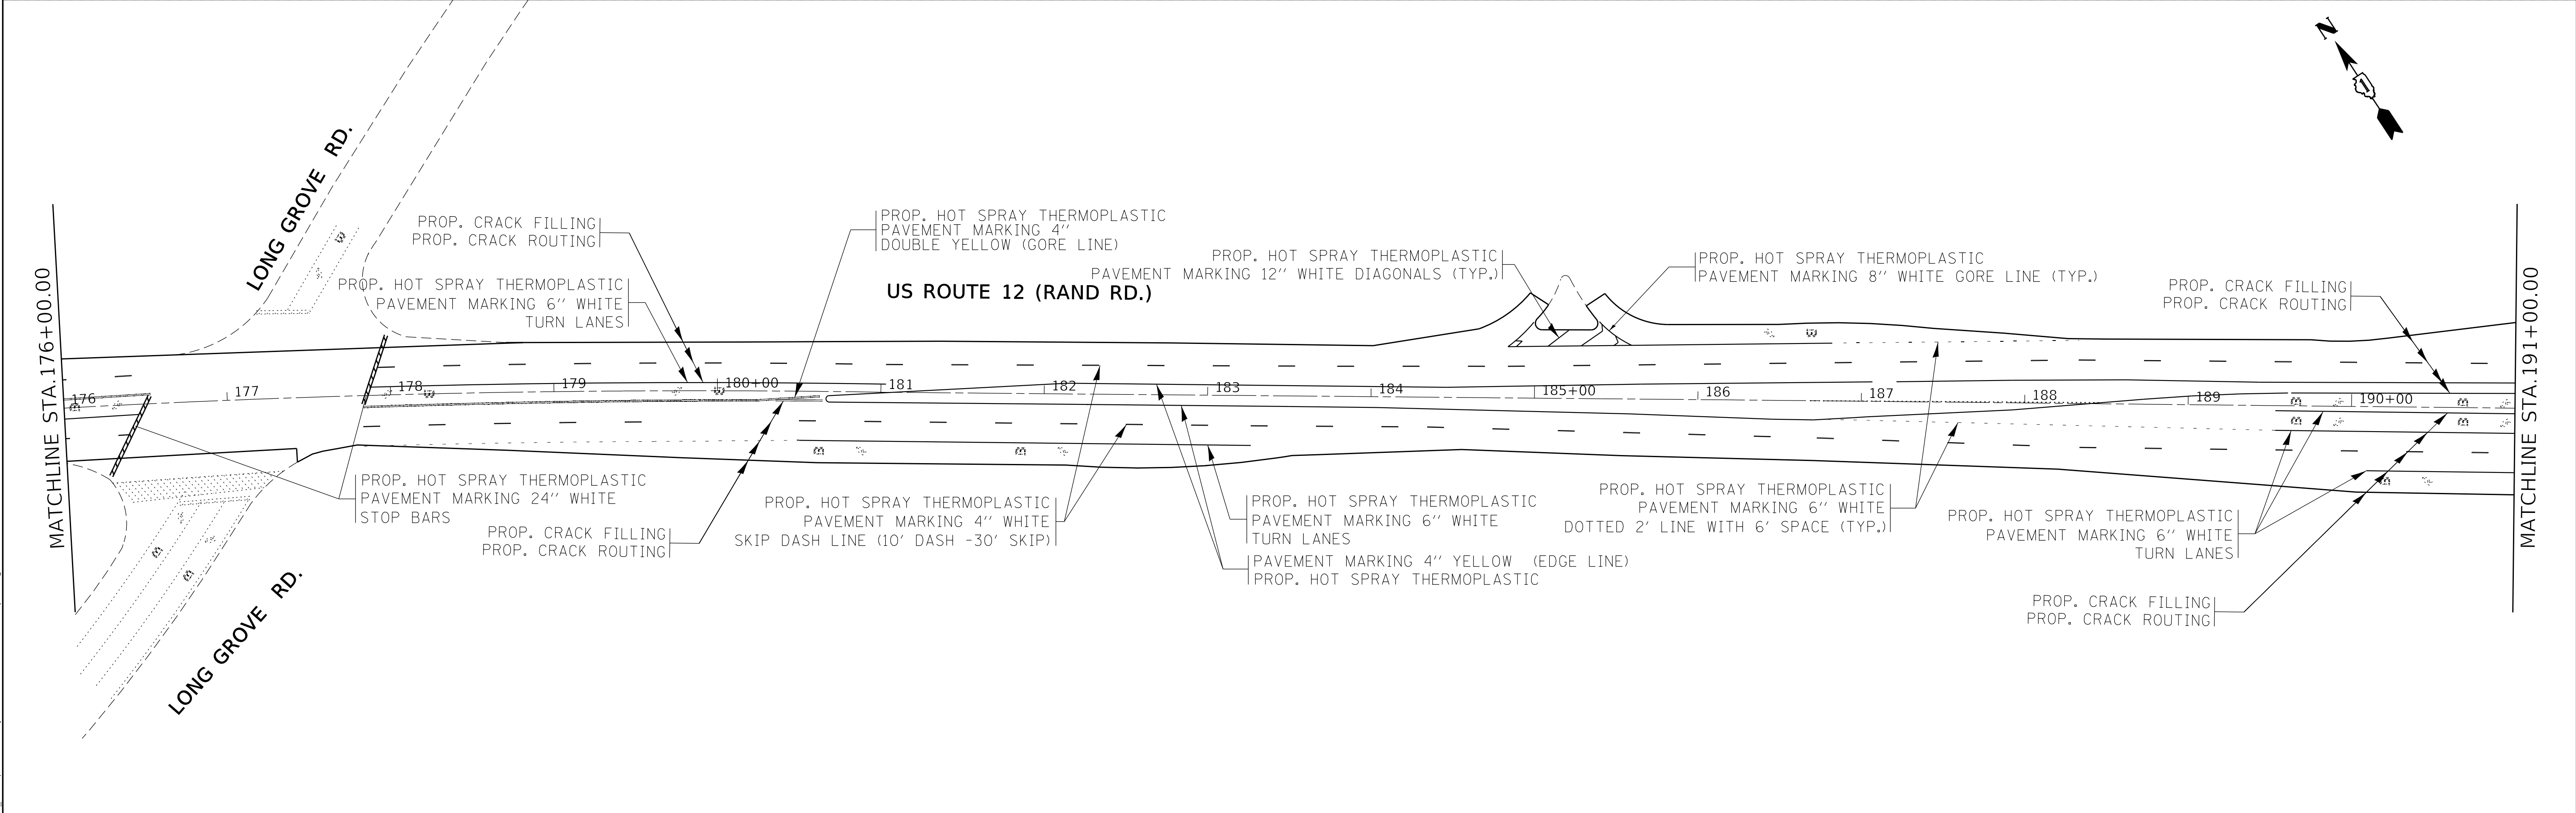 N
1
MATCHLINE STA.176+00.00
LONG GROVE RD.
PROP. CRACK FILLING
PROP. CRACK ROUTING
PROP. HOT SPRAY THERMOPLASTIC
PAVEMENT MARKING 6" WHITE
TURN LANES
PROP. HOT SPRAY THERMOPLASTIC
PAVEMENT MARKING 4"
DOUBLE YELLOW (GORE LINE)
US ROUTE 12 (RAND RD.)
PROP. HOT SPRAY THERMOPLASTIC
PAVEMENT MARKING 12" WHITE DIAGONALS (TYP.)
PROP. HOT SPRAY THERMOPLASTIC
PAVEMENT MARKING 8" WHITE GORE LINE (TYP.)
PROP. CRACK FILLING
PROP. CRACK ROUTING
MATCHLINE STA.191+00.00
176
177
178
179
180+00
181
182
183
184
185+00
186
187
188
189
190+00
PROP. HOT SPRAY THERMOPLASTIC
PAVEMENT MARKING 24" WHITE
STOP BARS
PROP. CRACK FILLING
PROP. CRACK ROUTING
PROP. HOT SPRAY THERMOPLASTIC
PAVEMENT MARKING 4" WHITE
SKIP DASH LINE (10' DASH -30' SKIP)
PROP. HOT SPRAY THERMOPLASTIC
PAVEMENT MARKING 6" WHITE
TURN LANES
PAVEMENT MARKING 4" YELLOW (EDGE LINE)
PROP. HOT SPRAY THERMOPLASTIC
PROP. HOT SPRAY THERMOPLASTIC
PAVEMENT MARKING 6" WHITE
DOTTED 2' LINE WITH 6' SPACE (TYP.)
PROP. HOT SPRAY THERMOPLASTIC
PAVEMENT MARKING 6" WHITE
TURN LANES
PROP. CRACK FILLING
PROP. CRACK ROUTING
LONG GROVE RD.